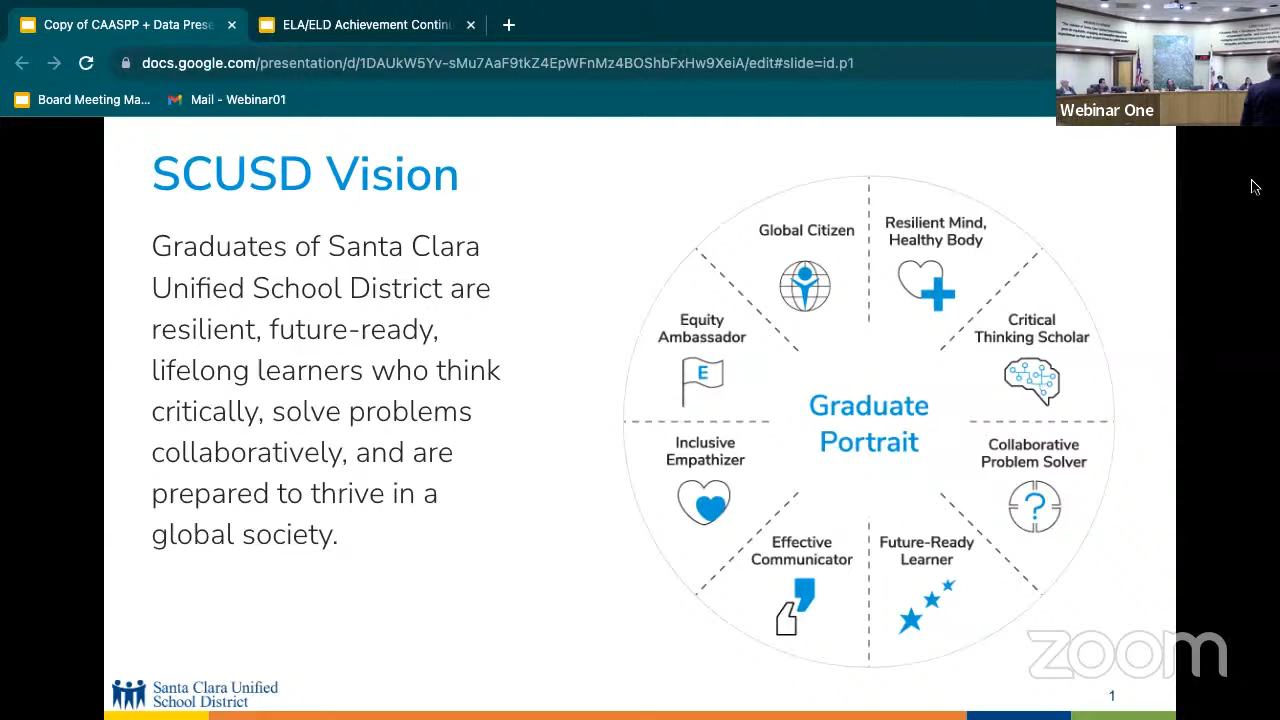 Copy of CAASPP + Data Prese
ELA/ELD Achievement Contin
docs.google.com/presentation/d/1DAUkW5Yv-sMu7AaF9tkZ4EpWFnMz4BOShbFxHw9XeiA/edit#slide=id.p1
Board Meeting Ma...
Mail - Webinar01
Webinar One
SCUSD Vision
Graduates of Santa Clara
Unified School District are
resilient, future-ready,
lifelong learners who think
critically, solve problems
collaboratively, and are
prepared to thrive in a
global society.
Global Citizen
Resilient Mind,
Healthy Body
Equity
Ambassador
E
Critical
Thinking Scholar
Graduate
Portrait
Inclusive
Empathizer
Collaborative
Problem Solver
?
Effective
Communicator
Future-Ready
Learner
zoom
Santa Clara Unified
School District
1